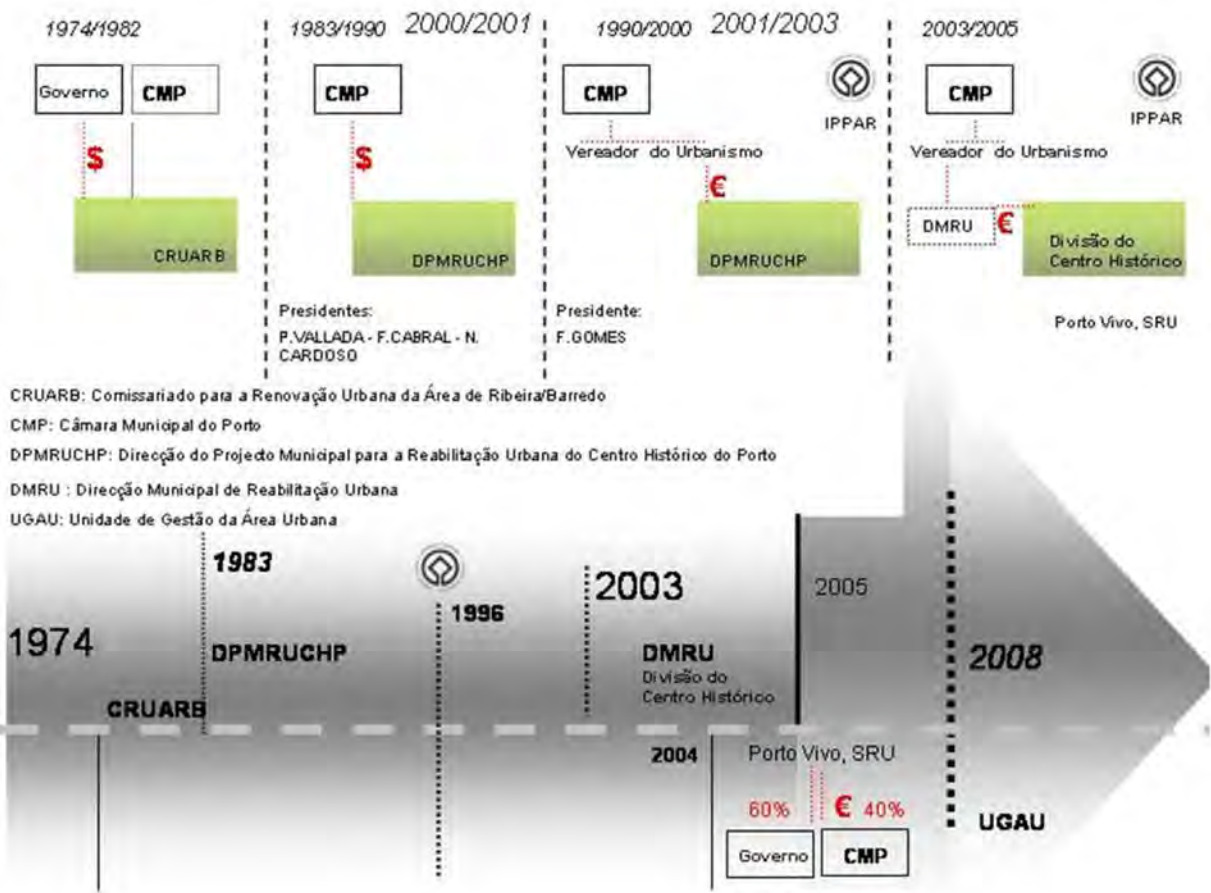 1974/1982
Governo
CMP
$
CRUARB
1983/1990 2000/2001
CMP
$
DPMRUCHP
Presidentes:
P.VALLADA - F.CABRAL - N.
CARDOSO
1990/2000 2001/2003
CMP
IPPAR
Vereador do Urbanismo
€
DPMRUCHP
Presidente:
F.GOMES
2003/2005
CMP
IPPAR
Vereador do Urbanismo
DMRU
€
Divisão do
Centro Histórico
Porto Vivo, SRU
CRUARB: Comissariado para a Renovação Urbana da Área de Ribeira/Barredo
CMP: Câmara Municipal do Porto
DPMRUCHP: Direcção do Projecto Municipal para a Reabilitação Urbana do Centro Histórico do Porto
DMRU : Direcção Municipal de Reabilitação Urbana
UGAU: Unidade de Gestão da Área Urbana
1974
CRUARB
1983
DPMRUCHP
1996
2003
DMRU
Divisão do
Centro Histórico
2004
2005
Porto Vivo, SRU
60% € 40%
Governo
CMP
2008
UGAU